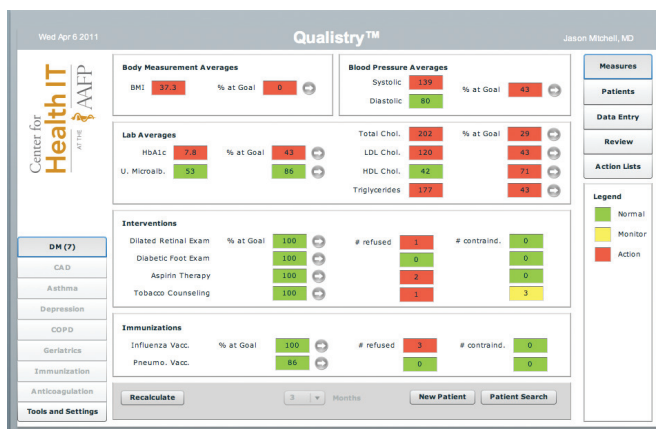 Wed Apr 6 2011
Qualistry™
Jason Mitchell, MD
Center for
Health IT
AT THE AAFP
Body Measurement Averages
BMI 37.3 % at Goal 0
Blood Pressure Averages
Systolic 139 % at Goal 43
Diastolic 80
Lab Averages
HbA1c 7.8 % at Goal 43
U. Microalb. 53 86
Total Chol. 202 % at Goal 29
LDL Chol. 120 43
HDL Chol. 42 71
Triglycerides 177 43
Interventions
Dilated Retinal Exam % at Goal 100 # refused 1 # contraind. 0
Diabetic Foot Exam 100 0 0
Aspirin Therapy 100 2 0
Tobacco Counseling 100 1 3
Immunizations
Influenza Vacc. % at Goal 100 # refused 3 # contraind. 0
Pneumo. Vacc. 86 0 0
Recalculate 3 Months New Patient Patient Search
DM (7)
CAD
Asthma
Depression
COPD
Geriatrics
Immunization
Anticoagulation
Tools and Settings
Measures
Patients
Data Entry
Review
Action Lists
Legend
Normal
Monitor
Action